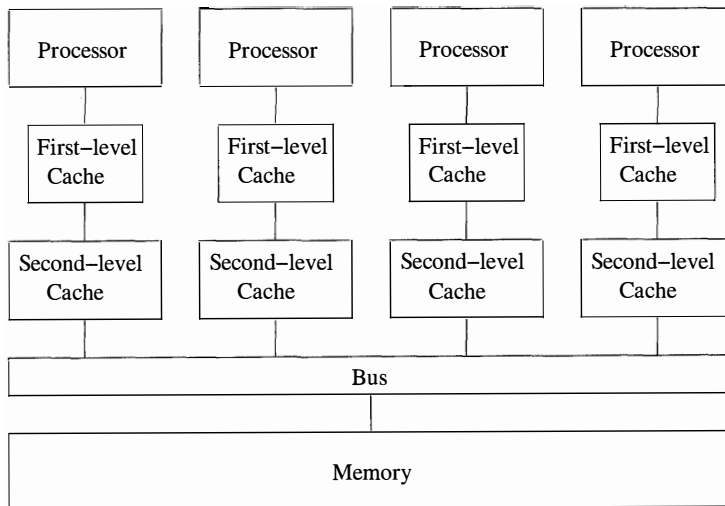 Processor
Processor
Processor
Processor
First−level
Cache
First−level
Cache
First−level
Cache
First−level
Cache
Second−level
Cache
Second−level
Cache
Second−level
Cache
Second−level
Cache
Bus
Memory